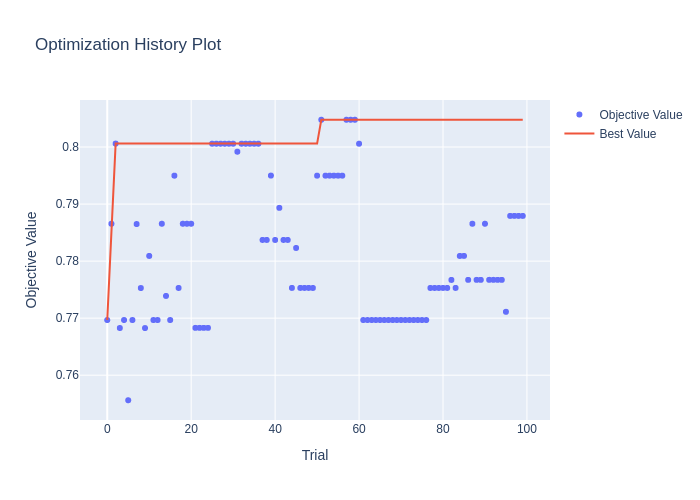 Optimization History Plot
Objective Value
Best Value
0.8
0.79
0.78
0.77
0.76
Objective Value
0 20 40 60 80 100
Trial